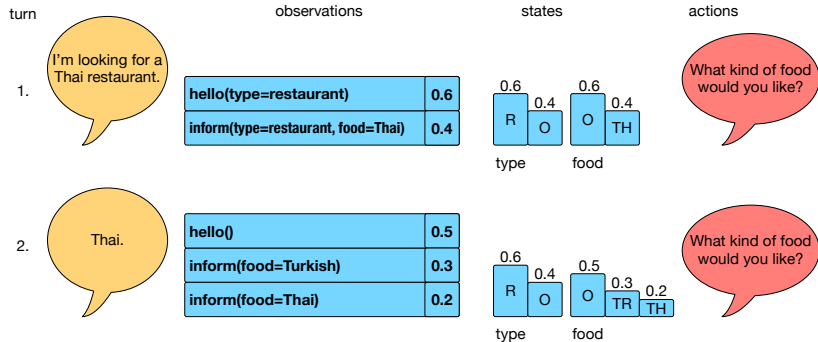 turn
observations
states
actions
1.
I'm looking for a
Thai restaurant.
hello(type=restaurant) 0.6
inform(type=restaurant, food=Thai) 0.4
0.6
0.4
R
O
type
0.6
0.4
O
TH
food
What kind of food
would you like?
2.
Thai.
hello() 0.5
inform(food=Turkish) 0.3
inform(food=Thai) 0.2
0.6
0.4
R
O
type
0.5
0.3
0.2
O
TR
TH
food
What kind of food
would you like?